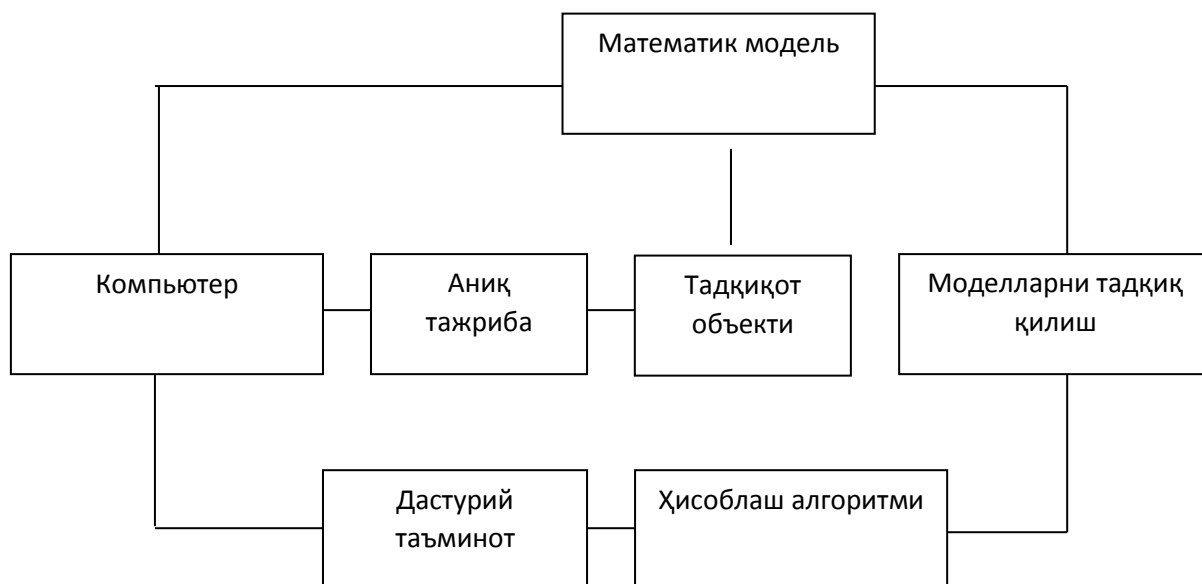 Математик модель
Компьютер
Аниқ
тажриба
Тадқиқот
объекти
Моделларни тадқиқ
қилиш
Дастурий
таъминот
Ҳисоблаш алгоритми